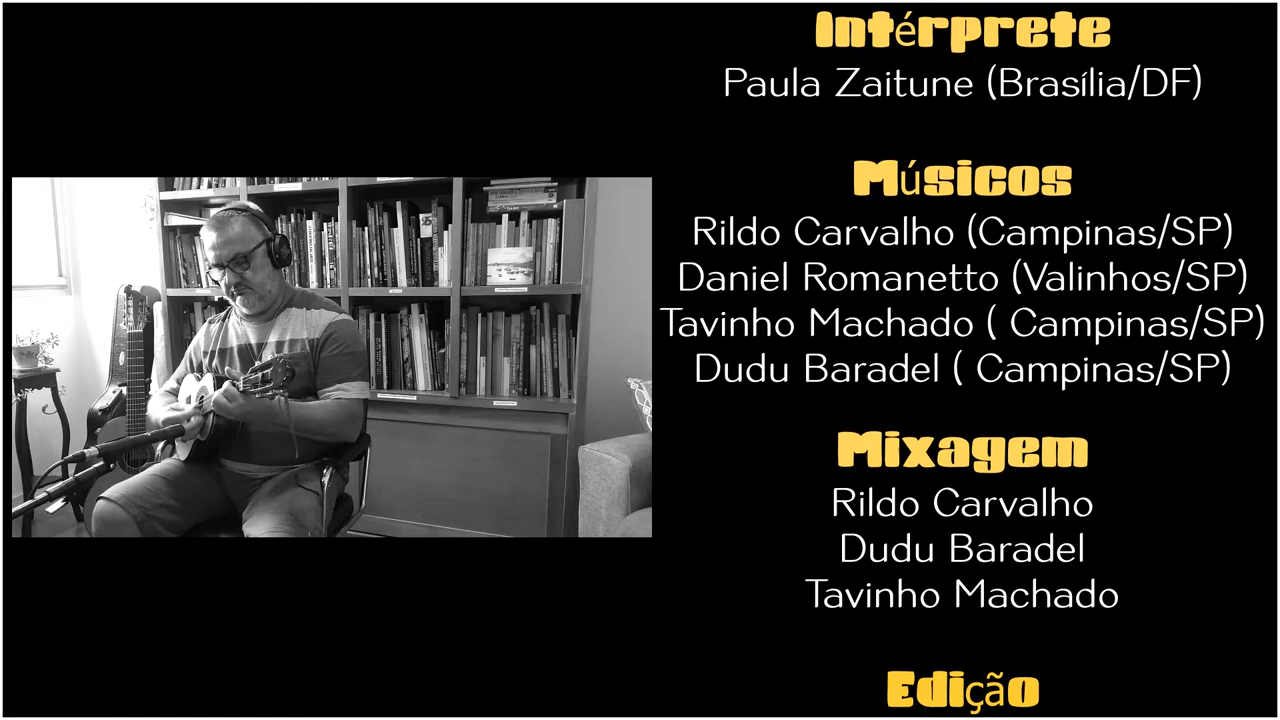 Intérprete
Paula Zaitune (Brasília/DF)
Músicos
Rildo Carvalho (Campinas/SP)
Daniel Romanetto (Valinhos/SP)
Tavinho Machado ( Campinas/SP)
Dudu Baradel ( Campinas/SP)
Mixagem
Rildo Carvalho
Dudu Baradel
Tavinho Machado
Edição